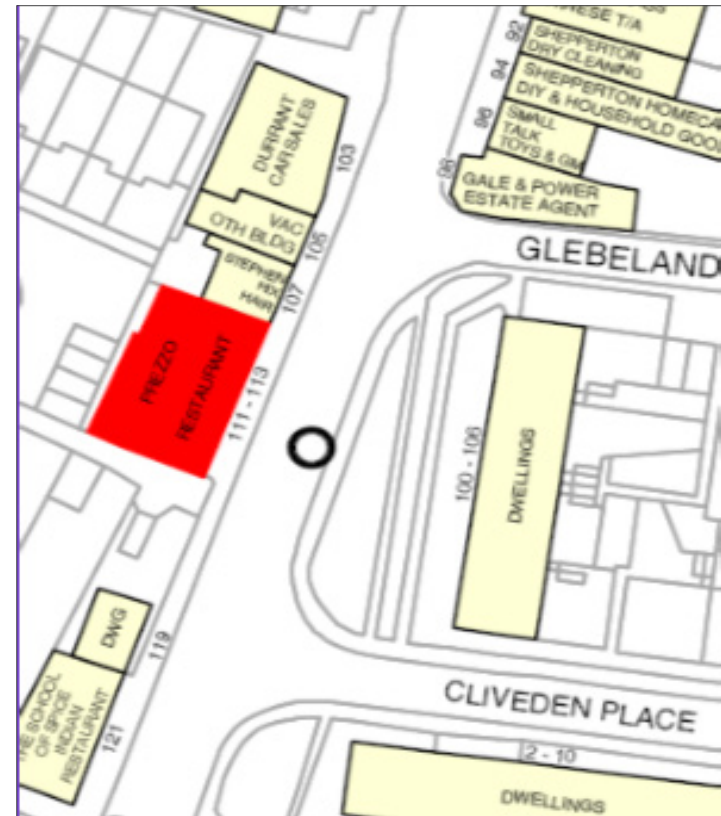 NESE T/A
92
SHEPPERTON
DRY CLEANING
94
SHEPPERTON HOMECA
DIY & HOUSEHOLD GOO
96
SMALL
TALK
TOYS & GM
98
GALE & POWER
ESTATE AGENT
DURRANT
CAR SALES
103
VAC
OTH BLDG
105
STEPHEN
HAIR
107
GLEBELAND
PREZZO
RESTAURANT
111 - 113
100 - 106
DWELLINGS
DWG
119
THE SCHOOL
OF SPICE
INDIAN
RESTAURANT
121
CLIVEDEN PLACE
2 - 10
DWELLINGS